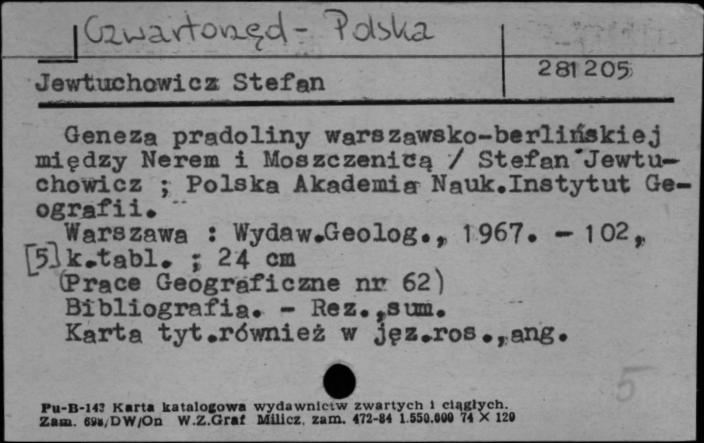 Czwartorzęd - Polska
Jewtuchowicz Stefan
281205
Geneza pradoliny warszawsko-berlińskiej
między Nerem i Moszczenicą / Stefan Jewtu-
chowicz ; Polska Akademia Nauk.Instytut Ge-
ografii.
Warszawa : Wydaw.Geolog., 1967. - 102,
[5] k.tabl. ; 24 cm
(Prace Geograficzne nr 62)
Bibliografia. - Rez.,sum.
Karta tyt.również w jęz.ros.,ang.
5
Pu-B-143 Karta katalogowa wydawnictw zwartych i ciągłych.
Zam. 698/DW/On W.Z.Graf Milicz, zam. 472-84 1.550.000 74 X 120